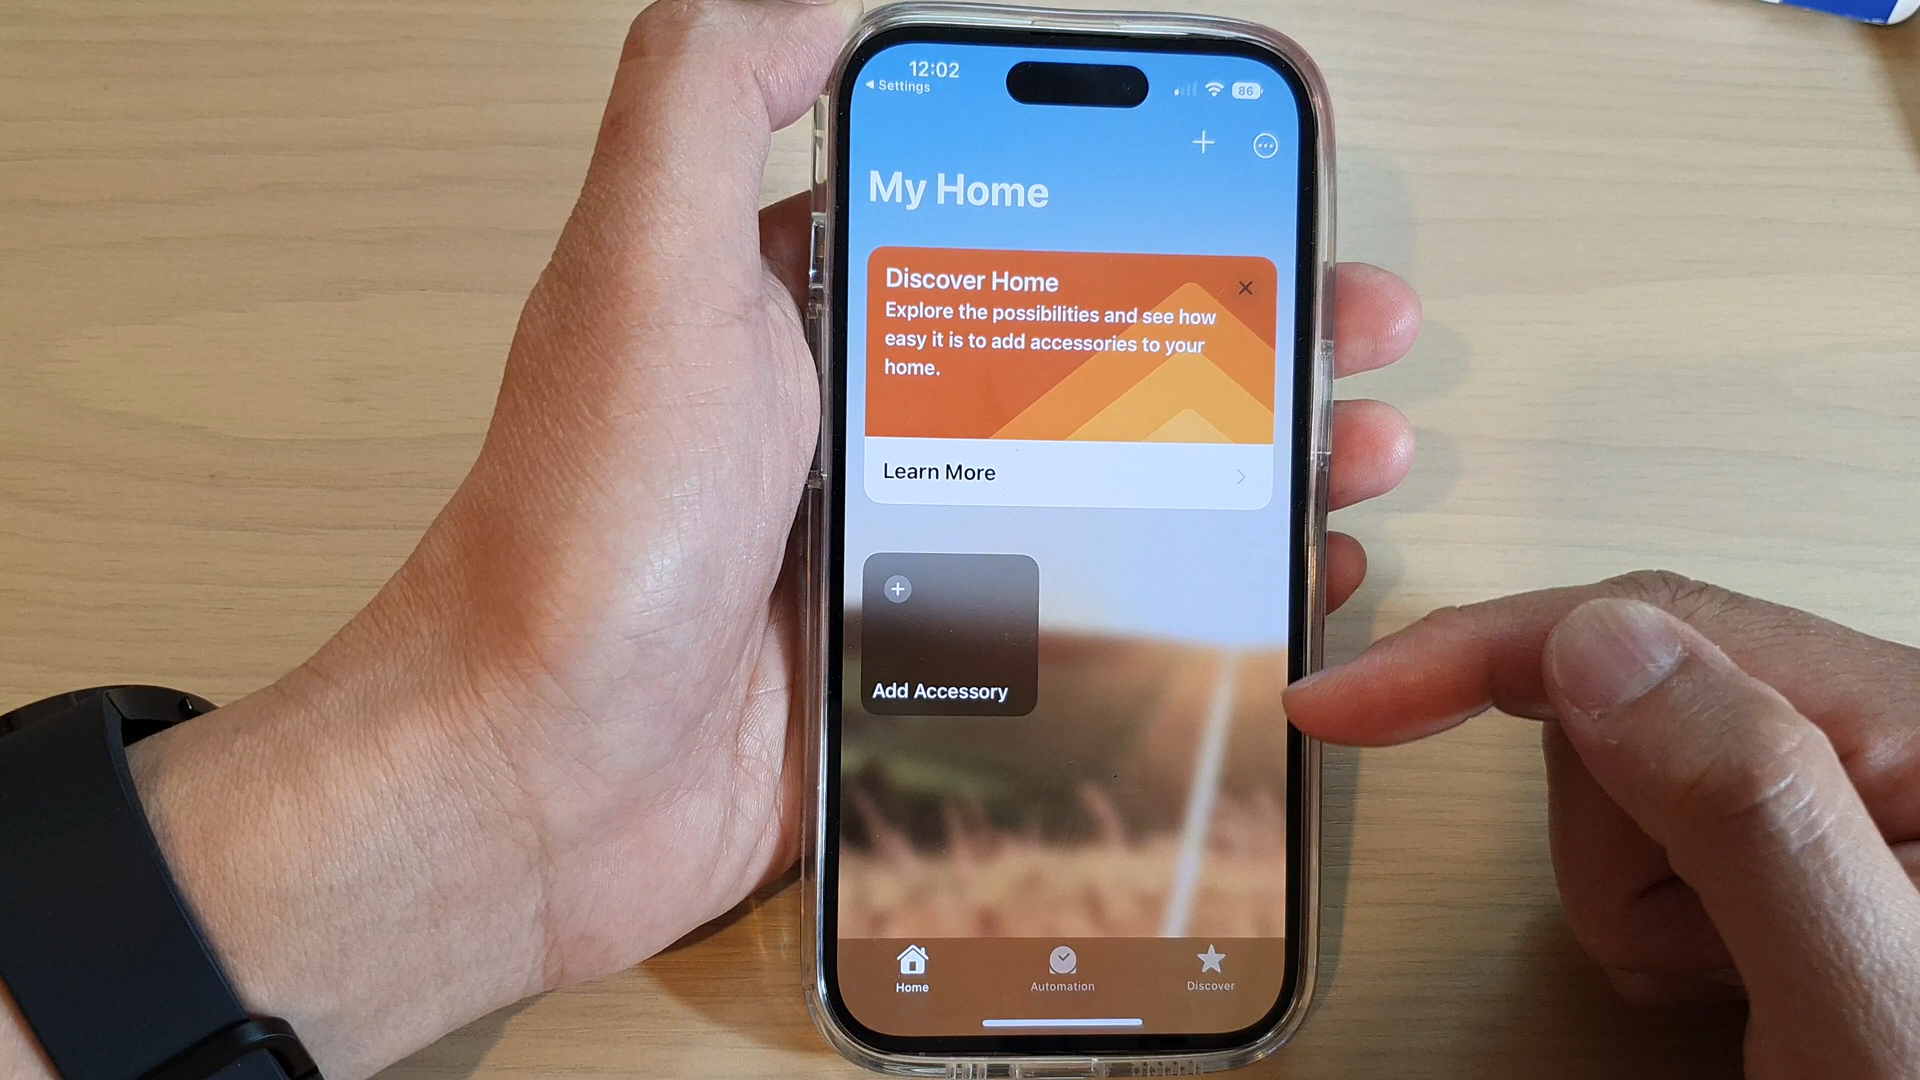 12:02
◀ Settings
86
My Home
Discover Home
Explore the possibilities and see how
easy it is to add accessories to your
home.
Learn More
Add Accessory
Home
Automation
Discover